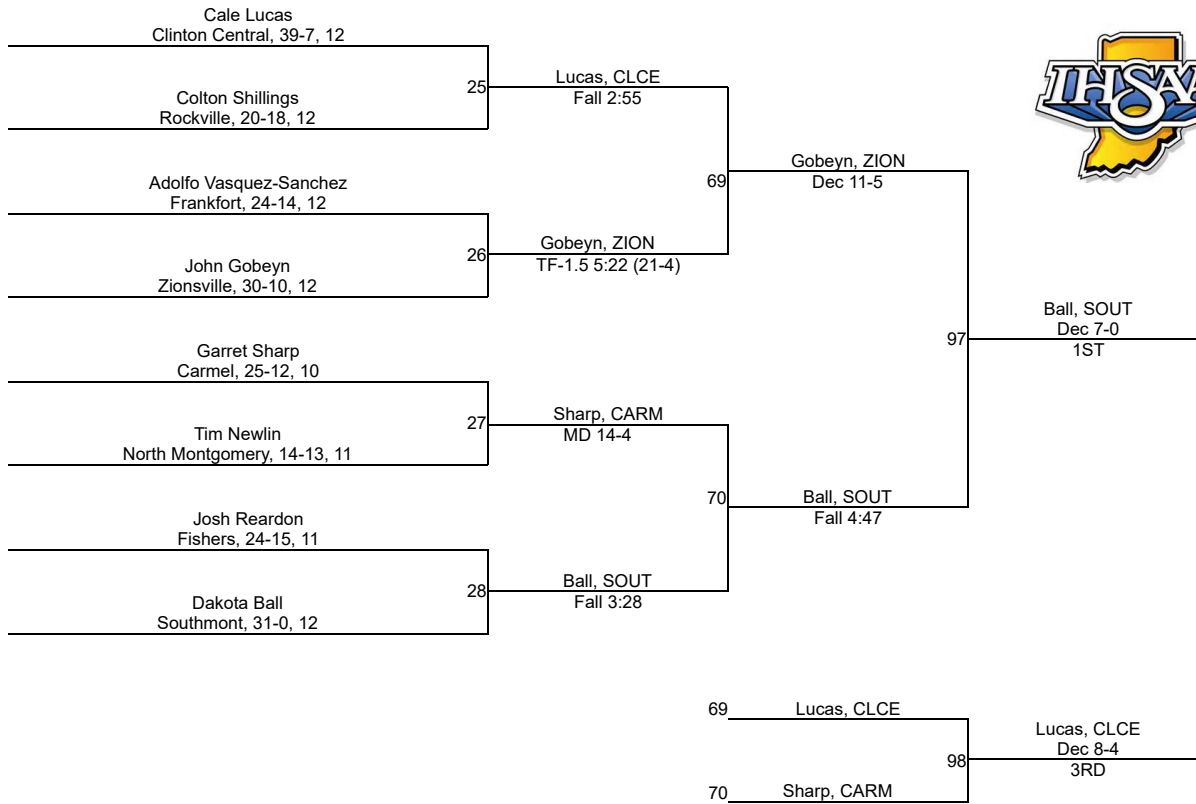 Cale Lucas
Clinton Central, 39-7, 12
25
Lucas, CLCE
Fall 2:55
Colton Shillings
Rockville, 20-18, 12
69
Gobeyn, ZION
Dec 11-5
Adolfo Vasquez-Sanchez
Frankfort, 24-14, 12
26
Gobeyn, ZION
TF-1.5 5:22 (21-4)
John Gobeyn
Zionsville, 30-10, 12
97
Ball, SOUT
Dec 7-0
1ST
Garret Sharp
Carmel, 25-12, 10
27
Sharp, CARM
MD 14-4
Tim Newlin
North Montgomery, 14-13, 11
70
Ball, SOUT
Fall 4:47
Josh Reardon
Fishers, 24-15, 11
28
Ball, SOUT
Fall 3:28
Dakota Ball
Southmont, 31-0, 12
69
Lucas, CLCE
98
Lucas, CLCE
Dec 8-4
3RD
70
Sharp, CARM
IHSAA